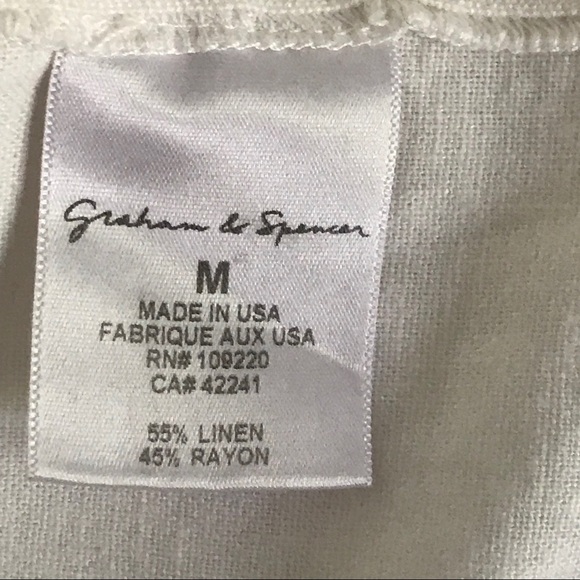 Graham & Spencer
M
MADE IN USA
FABRIQUE AUX USA
RN# 109220
CA# 42241
55% LINEN
45% RAYON